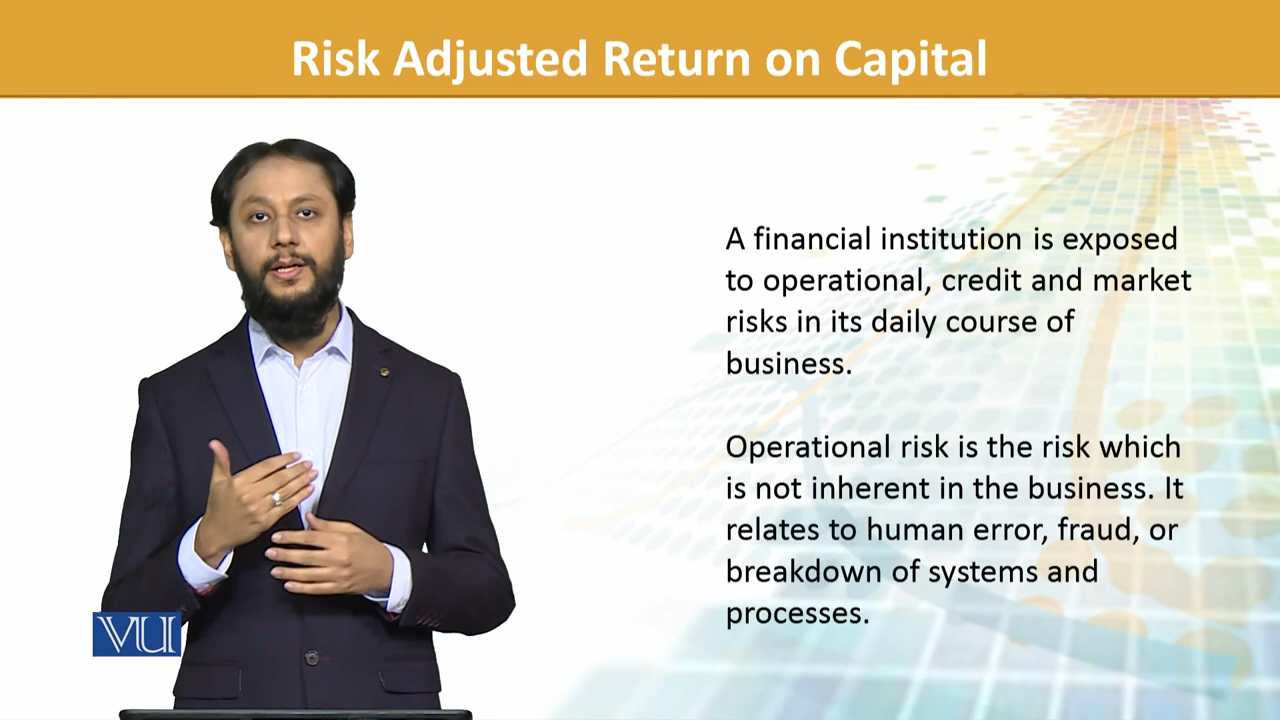 Risk Adjusted Return on Capital
A financial institution is exposed
to operational, credit and market
risks in its daily course of
business.
Operational risk is the risk which
is not inherent in the business. It
relates to human error, fraud, or
breakdown of systems and
processes.
VU